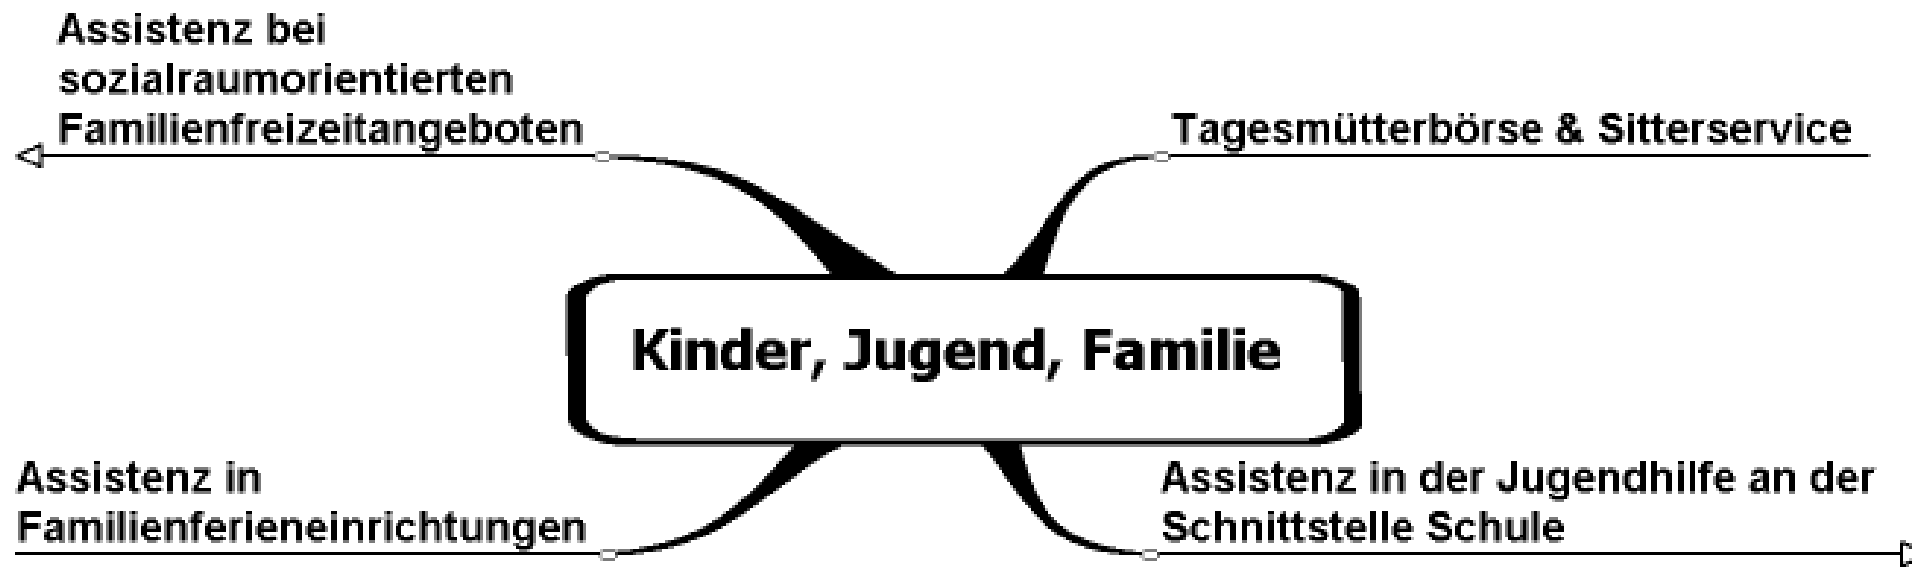 Assistenz bei
sozialraumorientierten
Familienfreizeitangeboten
Tagesmütterbörse & Sitterservice
Kinder, Jugend, Familie
Assistenz in
Familienferieneinrichtungen
Assistenz in der Jugendhilfe an der
Schnittstelle Schule